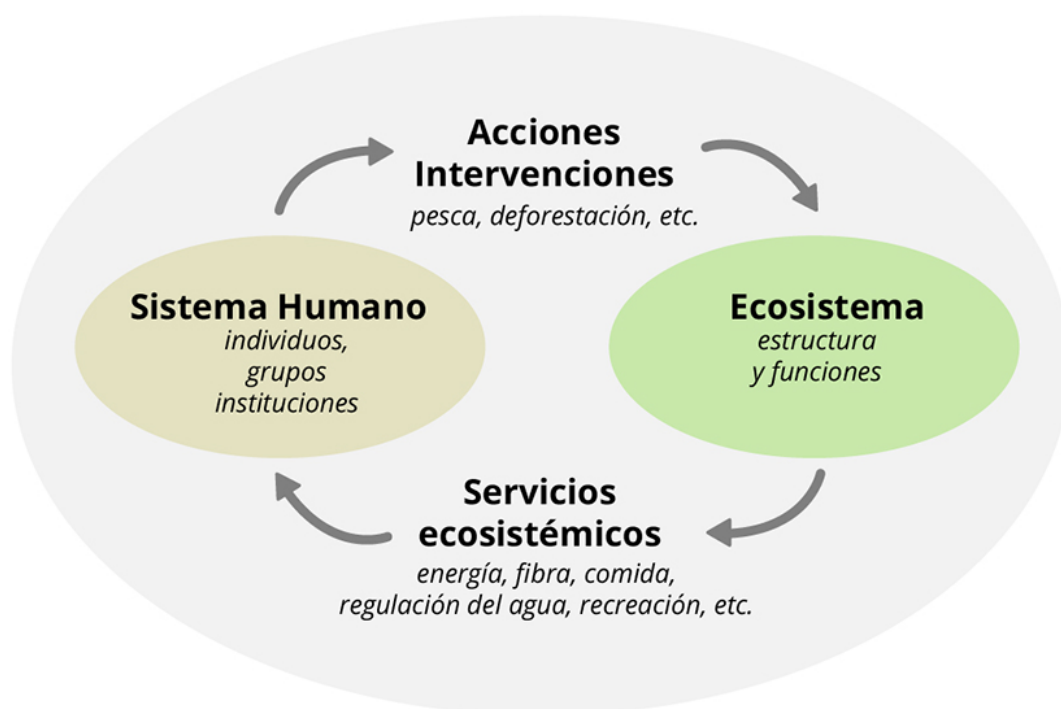 Acciones
Intervenciones
pesca, deforestación, etc.
Sistema Humano
individuos,
grupos
instituciones
Ecosistema
estructura
y funciones
Servicios
ecosistémicos
energía, fibra, comida,
regulación del agua, recreación, etc.